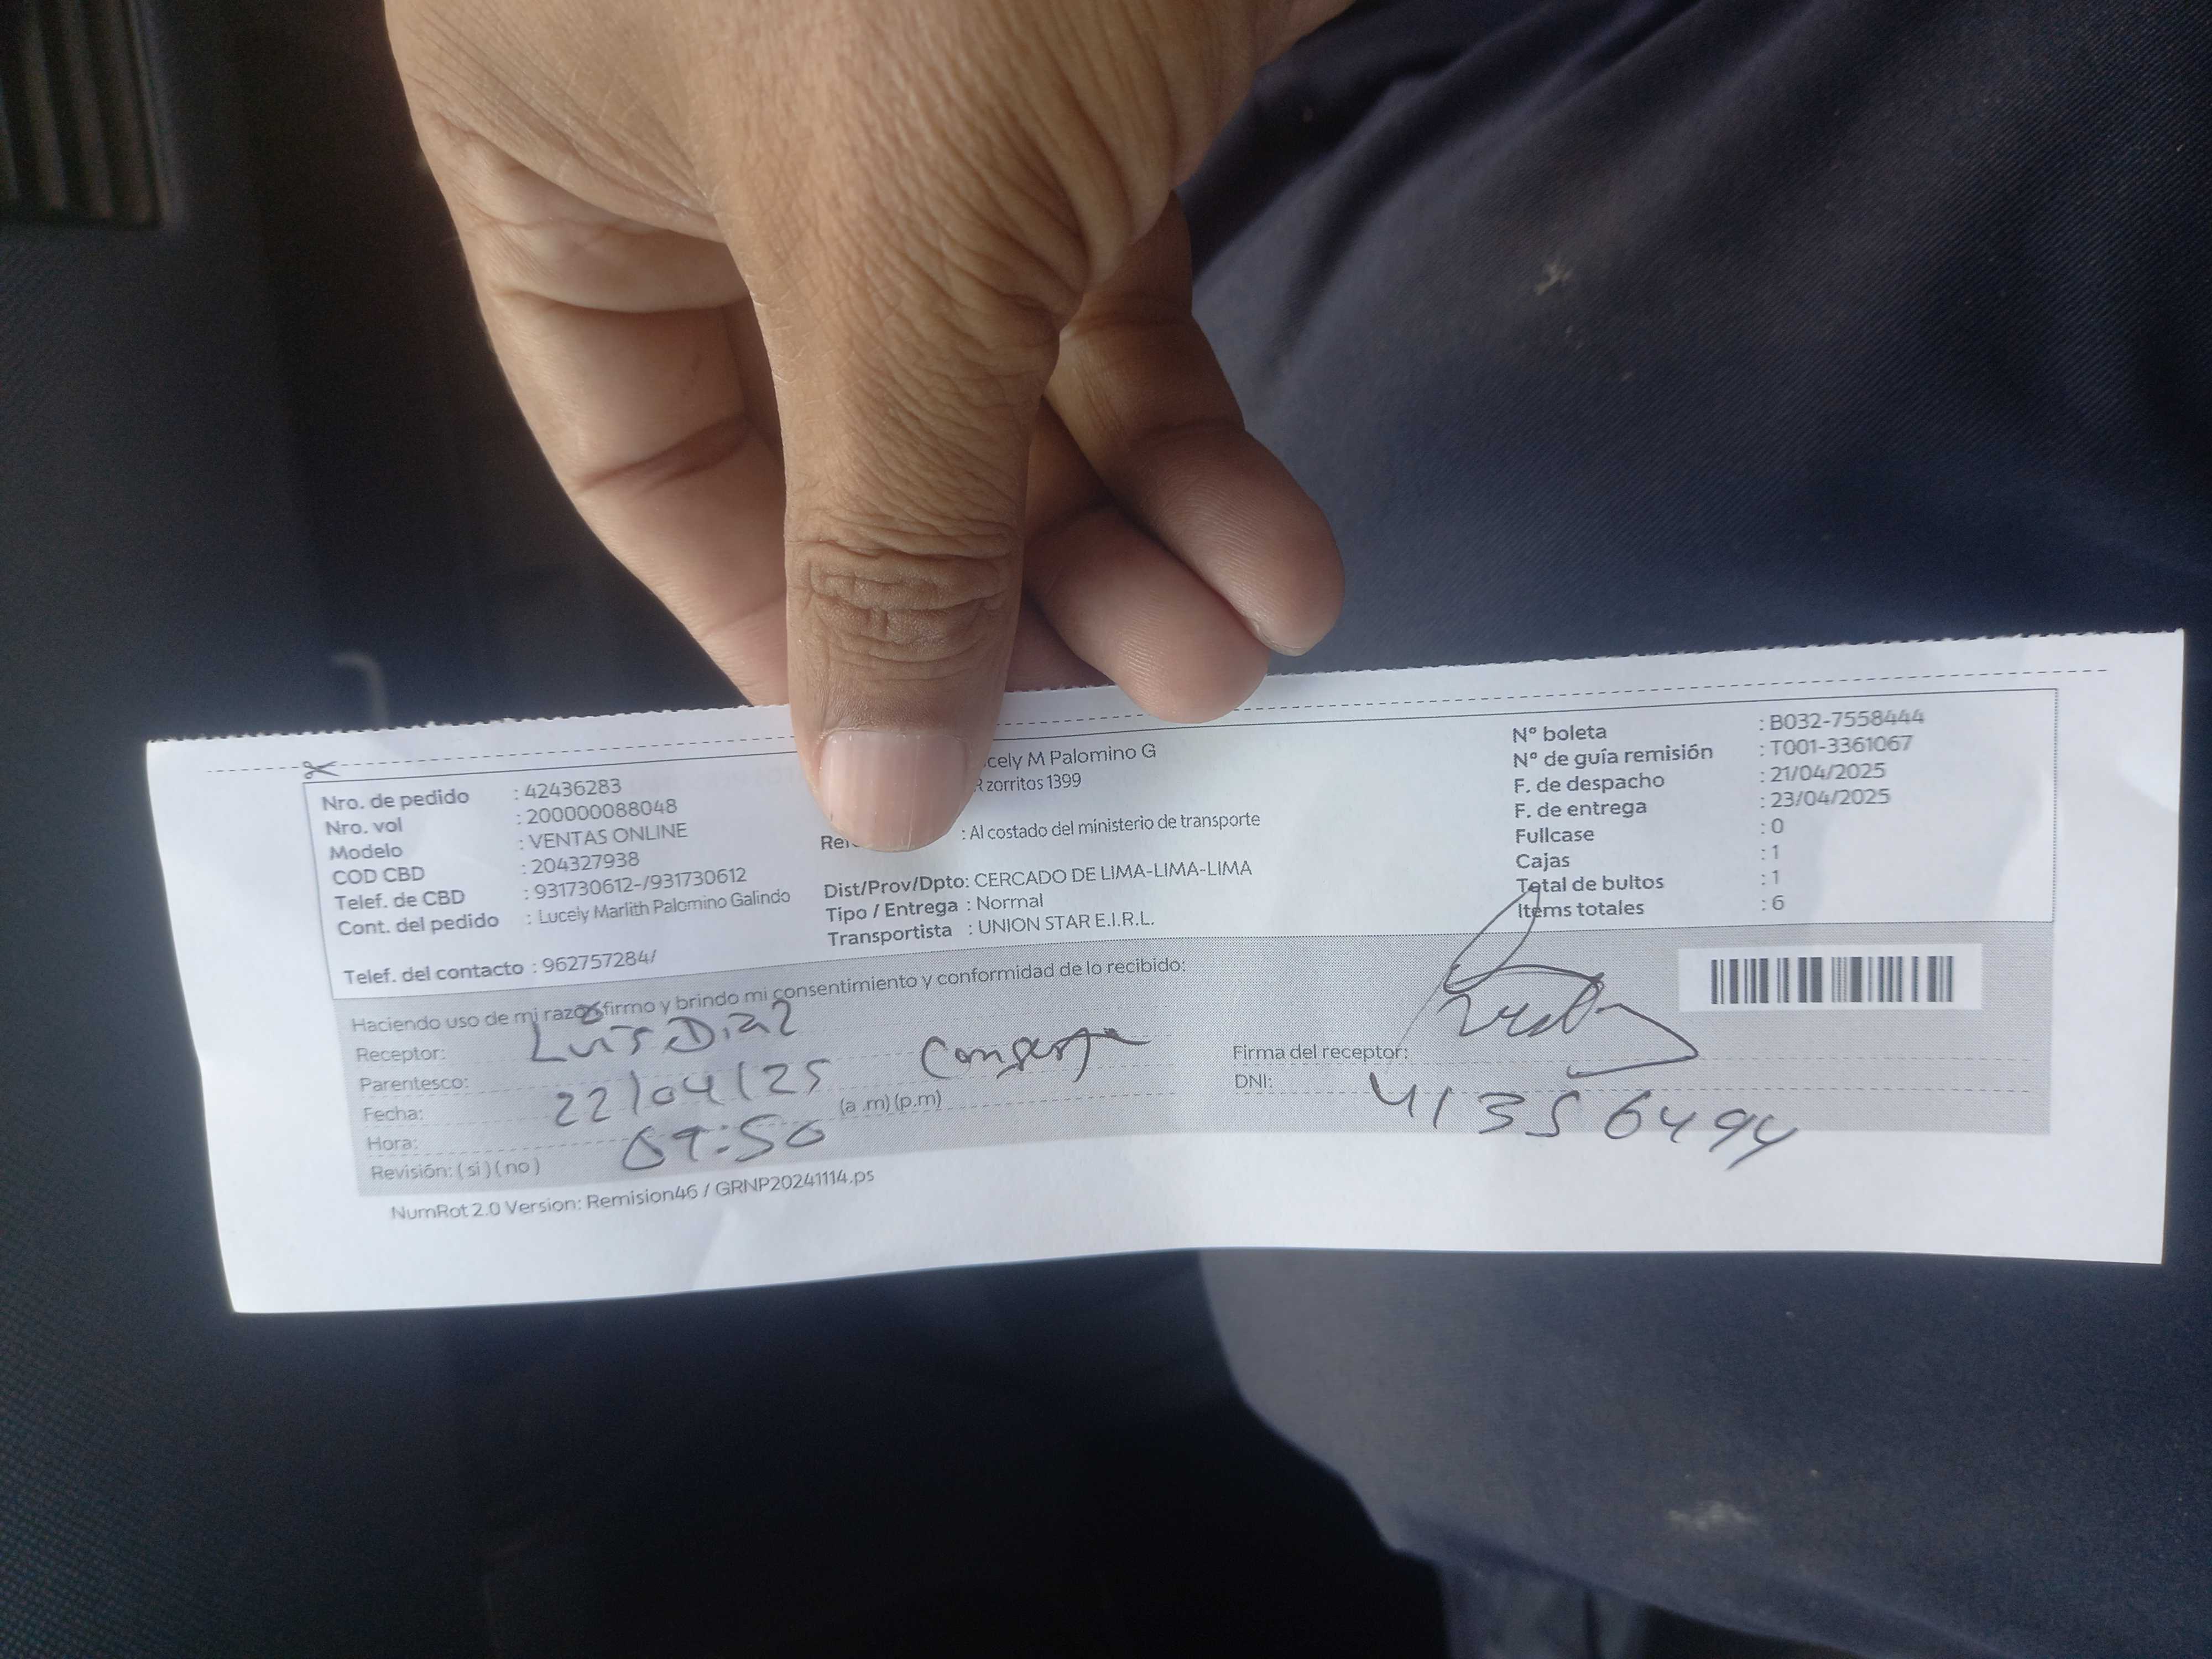 Nro. de pedido : 42436283
Nro. vol : 200000088048
Modelo : VENTAS ONLINE
COD CBD : 204327938
Telef. de CBD : 931730612-/931730612
Cont. del pedido : Lucely Marlith Palomino Galindo
Telef. del contacto : 962757284/
cely M Palomino G
zorritos 1399
: Al costado del ministerio de transporte
Dist/Prov/Dpto: CERCADO DE LIMA-LIMA-LIMA
Tipo / Entrega : Normal
Transportista : UNION STAR E.I.R.L.
Nº boleta : B032-7558444
Nº de guía remisión : T001-3361067
F. de despacho : 21/04/2025
F. de entrega : 23/04/2025
Fullcase : 0
Cajas : 1
Total de bultos : 1
Items totales : 6
Haciendo uso de mi razón firmo y brindo mi consentimiento y conformidad de lo recibido:
Receptor: Luis Diaz
Parentesco: Conserje
Fecha: 22/04/25
Hora: 09:50 (a .m) (p.m)
Revisión: ( si ) ( no )
Firma del receptor:
DNI: 41356494
NumRot 2.0 Version: Remision46 / GRNP20241114.ps